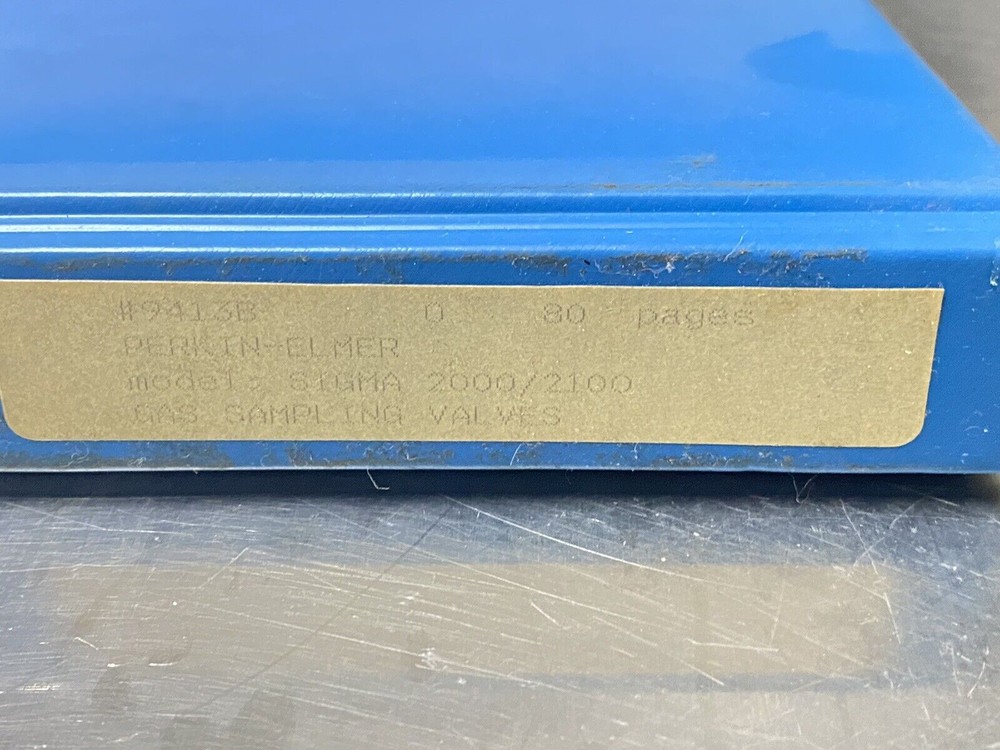 #9413B 0 80 pages
PERKIN-ELMER
model: SIGMA 2000/2100
GAS SAMPLING VALVES